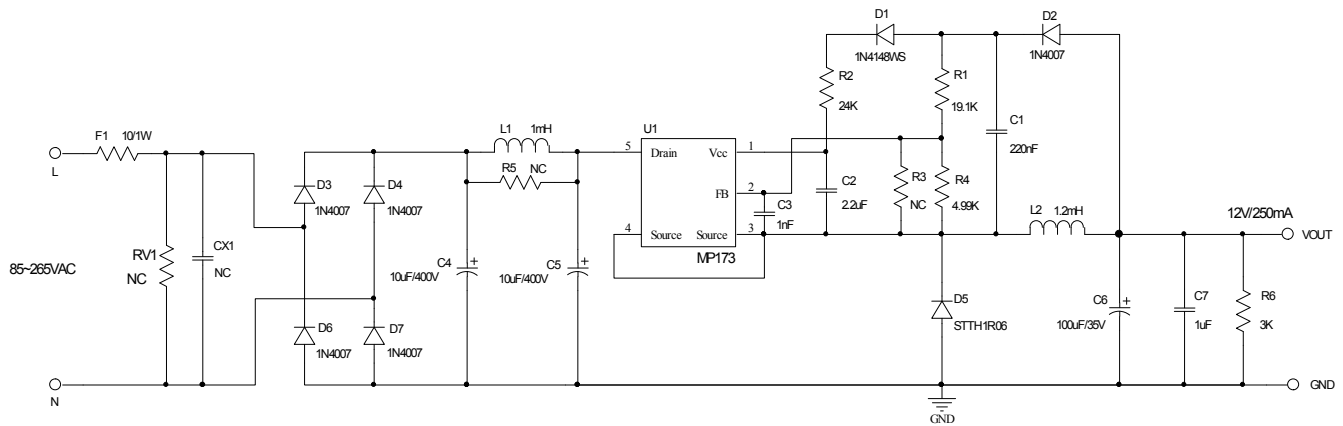 D1
1N4148WS
D2
1N4007
R2
24K
R1
19.1K
C1
220nF
F1
10/1W
L
L1
1mH
R5
NC
U1
5
Drain
Vcc
1
FB
2
4
Source
Source
3
MP173
C3
1nF
C2
2.2uF
R3
NC
R4
4.99K
L2
1.2mH
12V/250mA
VOUT
D3
1N4007
D4
1N4007
85~265VAC
RV1
NC
CX1
NC
C4
10uF/400V
C5
10uF/400V
D6
1N4007
D7
1N4007
D5
STTH1R06
C6
100uF/35V
C7
1uF
R6
3K
N
GND
GND